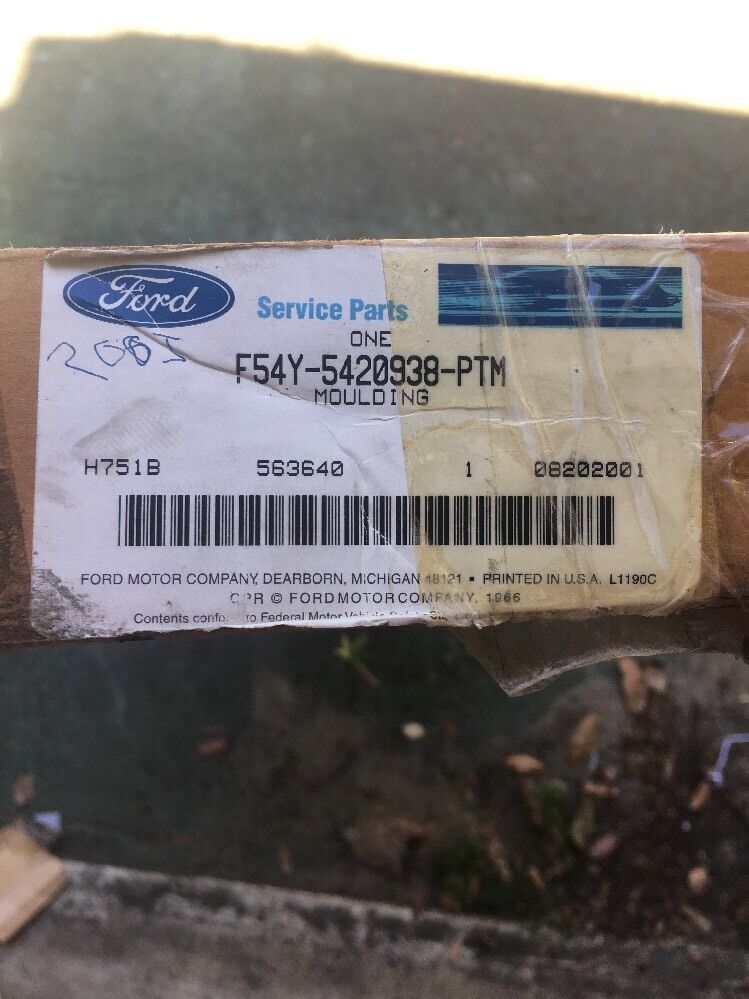 Ford
Service Parts
ONE
F54Y-5420938-PTM
MOULDING
H751B 563640 1 08202001
FORD MOTOR COMPANY, DEARBORN, MICHIGAN 48121 ▪ PRINTED IN U.S.A. L1190C
CPR © FORD MOTOR COMPANY, 1966
Contents to Federal Motor